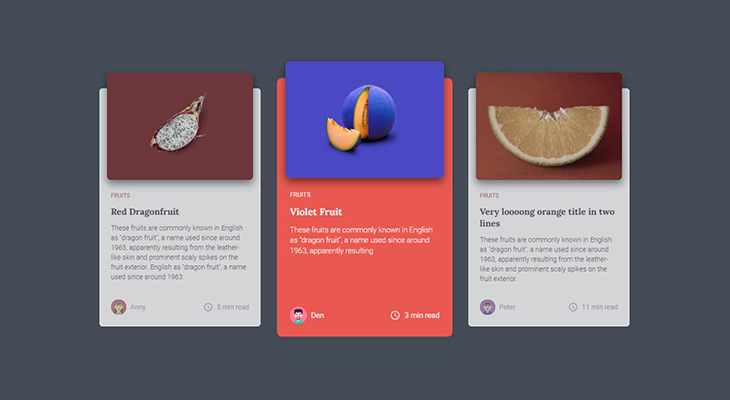 FRUITS
Red Dragonfruit
These fruits are commonly known in English
as "dragon fruit", a name used since around
1963, apparently resulting from the leather-
like skin and prominent scaly spikes on the
fruit exterior. English as "dragon fruit", a name
used since around 1963.
Anny
5 min read
FRUITS
Violet Fruit
These fruits are commonly known in English
as "dragon fruit", a name used since around
1963, apparently resulting
Den
3 min read
FRUITS
Very loooong orange title in two
lines
These fruits are commonly known in English
as "dragon fruit", a name used since around
1963, apparently resulting from the leather-
like skin and prominent scaly spikes on the
fruit exterior.
Peter
11 min read